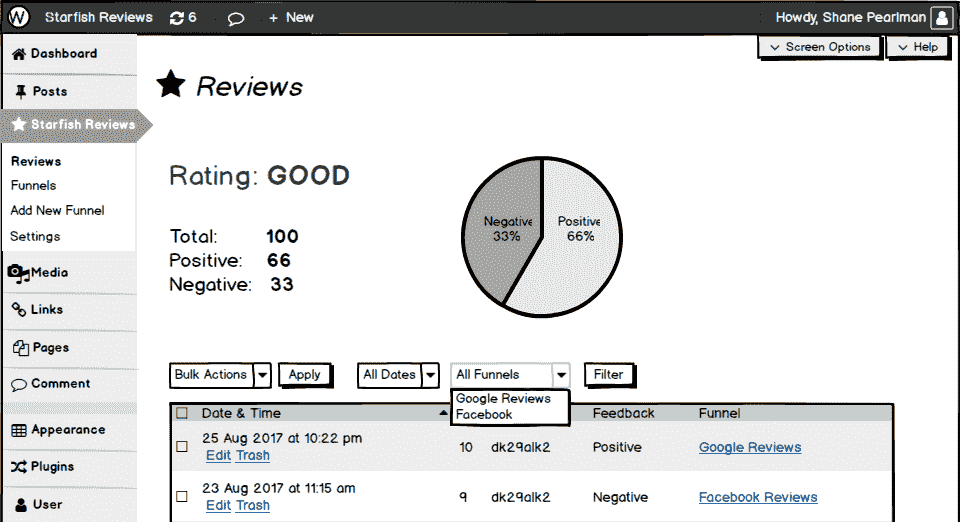 W Starfish Reviews 6 + New Howdy, Shane Pearlman
Screen Options Help
Dashboard
Posts
Starfish Reviews
Reviews
Funnels
Add New Funnel
Settings
Media
Links
Pages
Comment
Appearance
Plugins
User
Reviews
Rating: GOOD
Total: 100
Positive: 66
Negative: 33
Negative
33%
Positive
66%
Bulk Actions Apply All Dates All Funnels Filter
Google Reviews
Facebook
Date & Time Feedback Funnel
25 Aug 2017 at 10:22 pm 10 dk29alk2 Positive Google Reviews
Edit Trash
23 Aug 2017 at 11:15 am 9 dk29alk2 Negative Facebook Reviews
Edit Trash